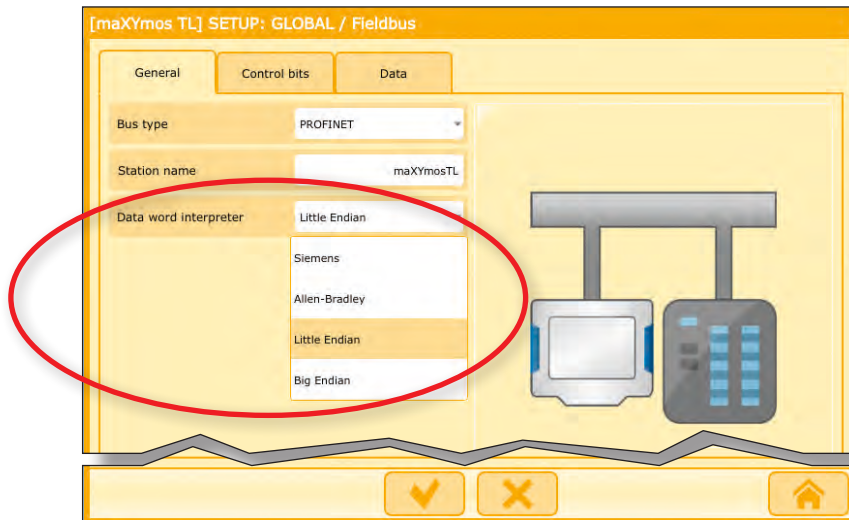 [maXYmos TL] SETUP: GLOBAL / Fieldbus
General Control bits Data
Bus type PROFINET
Station name maXYmosTL
Data word interpreter Little Endian
Siemens
Allen-Bradley
Little Endian
Big Endian